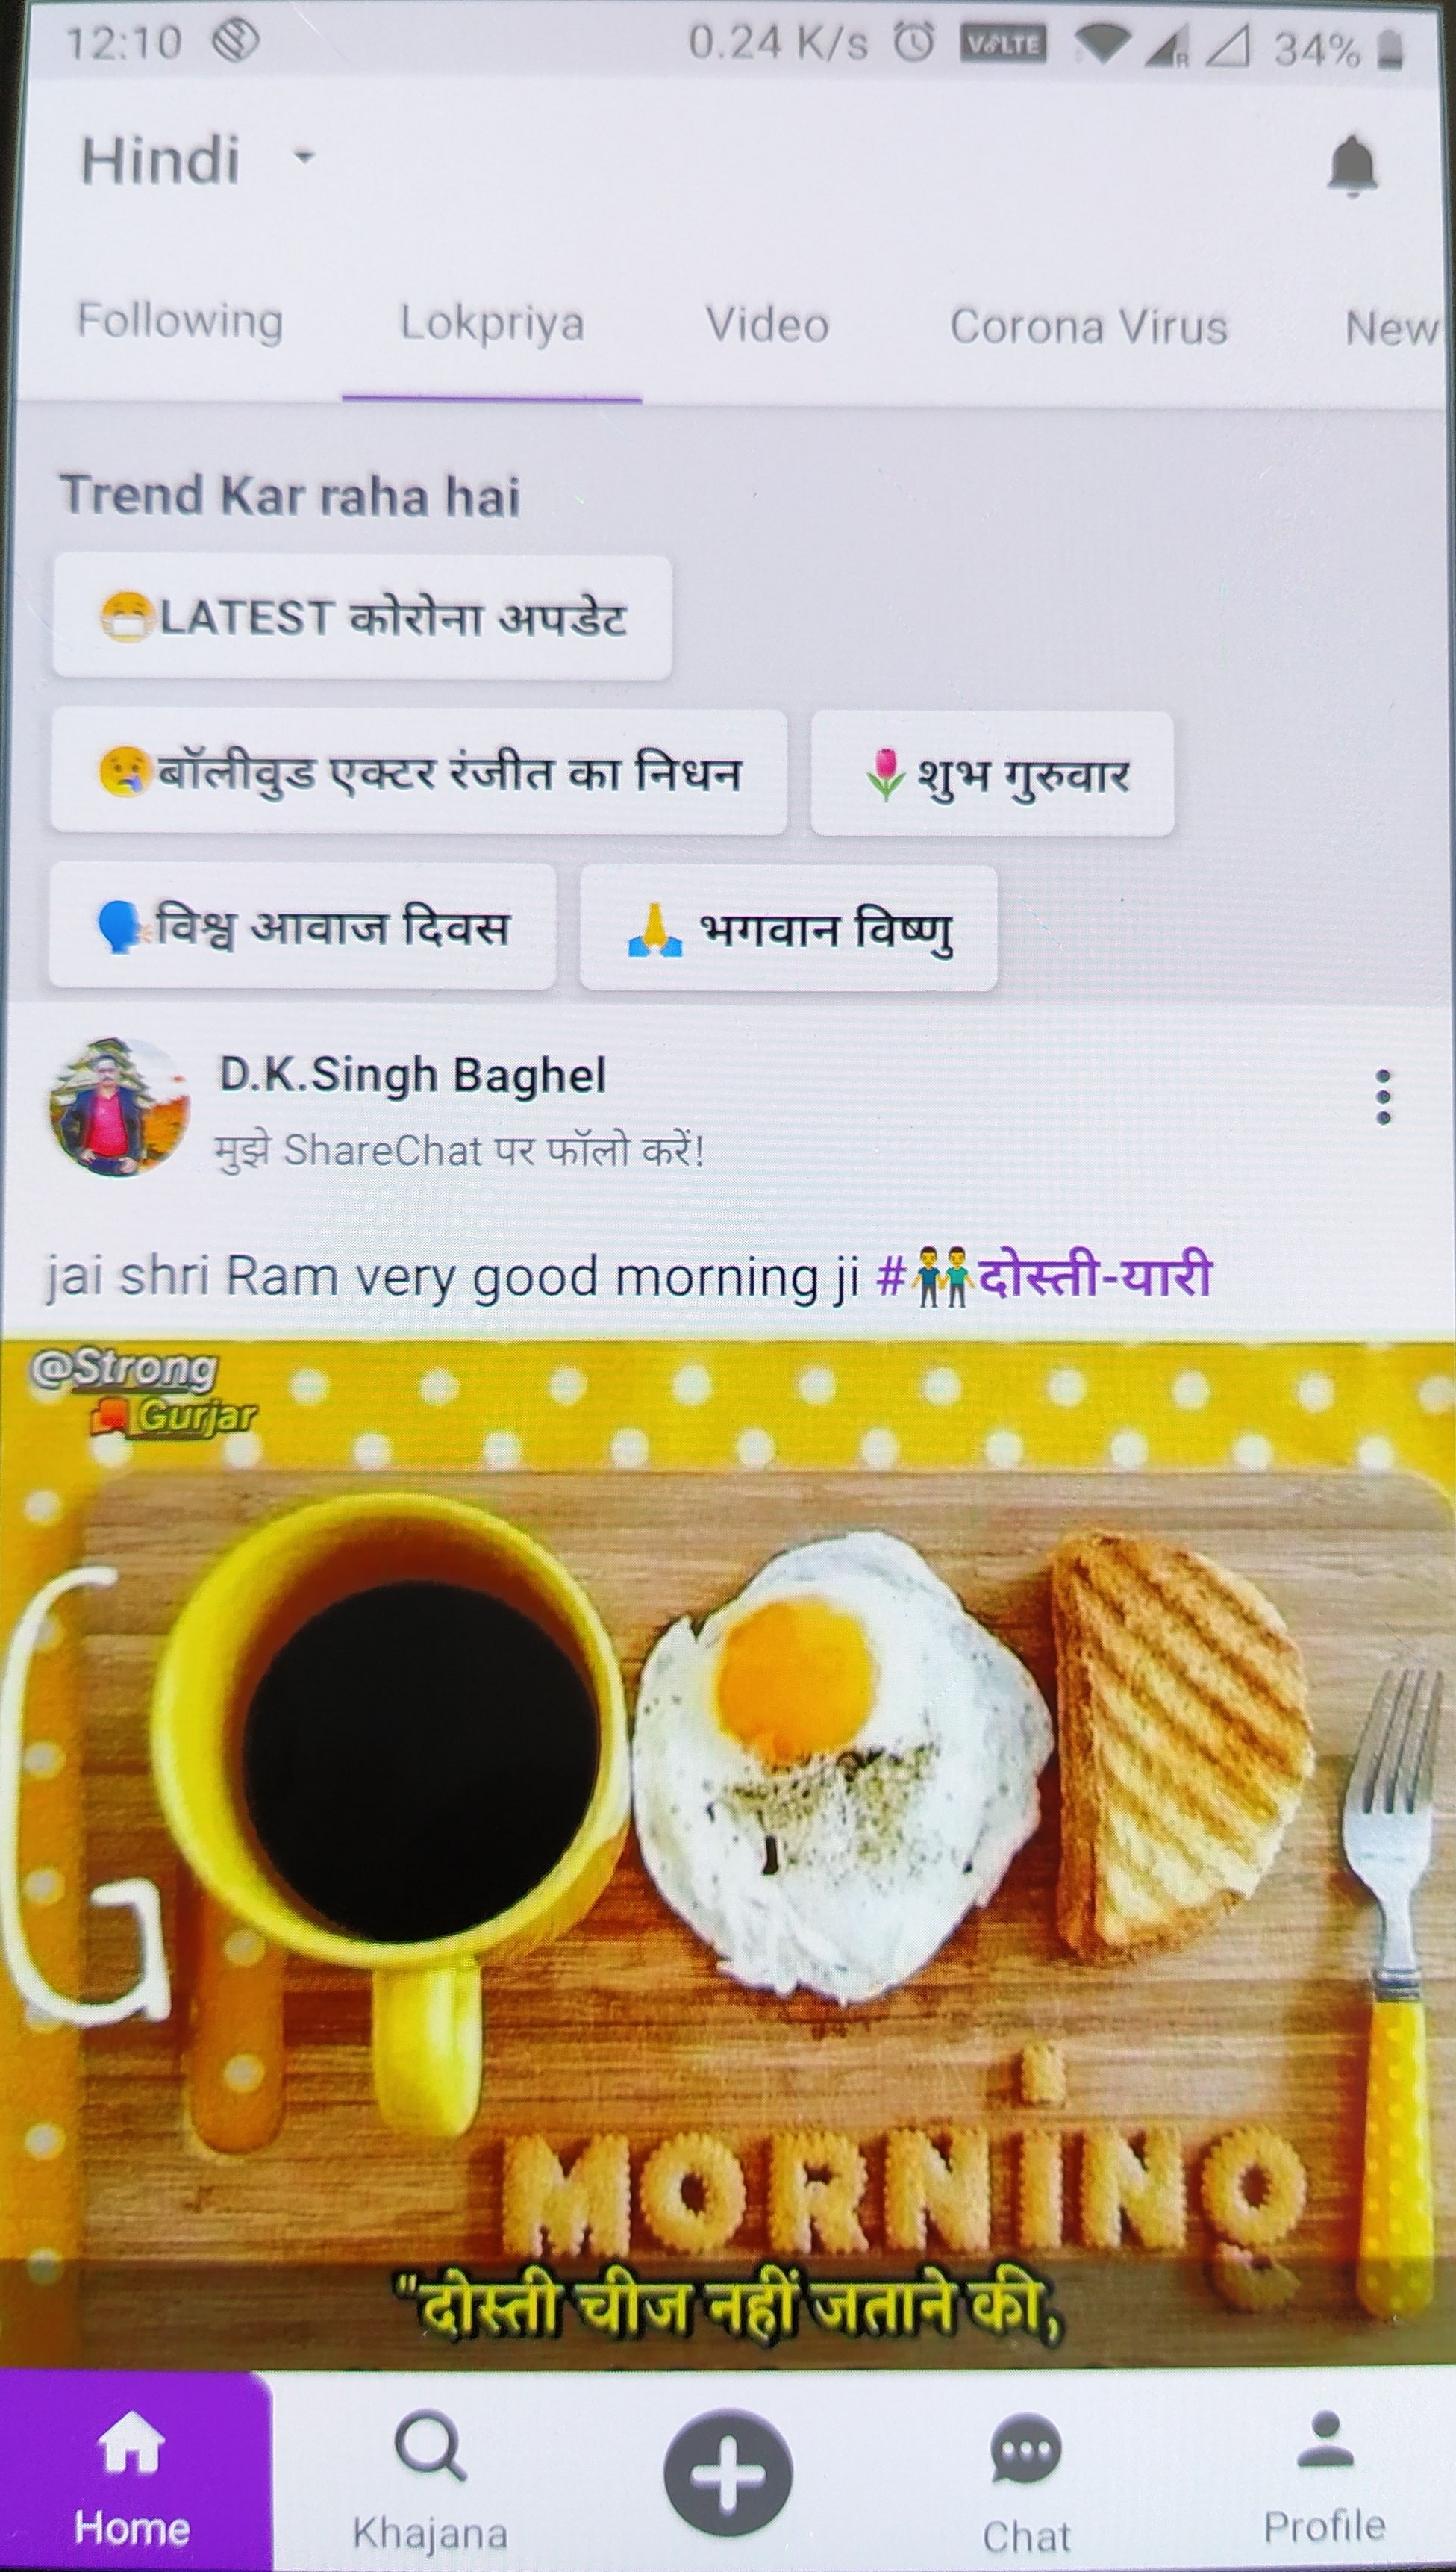 12:10 0.24 K/s VoLTE R 34%
Hindi
Following Lokpriya Video Corona Virus New
Trend Kar raha hai
😷LATEST कोरोना अपडेट
😢बॉलीवुड एक्टर रंजीत का निधन 🌷शुभ गुरुवार
🗣विश्व आवाज दिवस 🙏 भगवान विष्णु
D.K.Singh Baghel
मुझे ShareChat पर फॉलो करें!
jai shri Ram very good morning ji #👬दोस्ती-यारी
@Strong
Gurjar
G
MORNiNg
"दोस्ती चीज नहीं जताने की,
Home Khajana Chat Profile